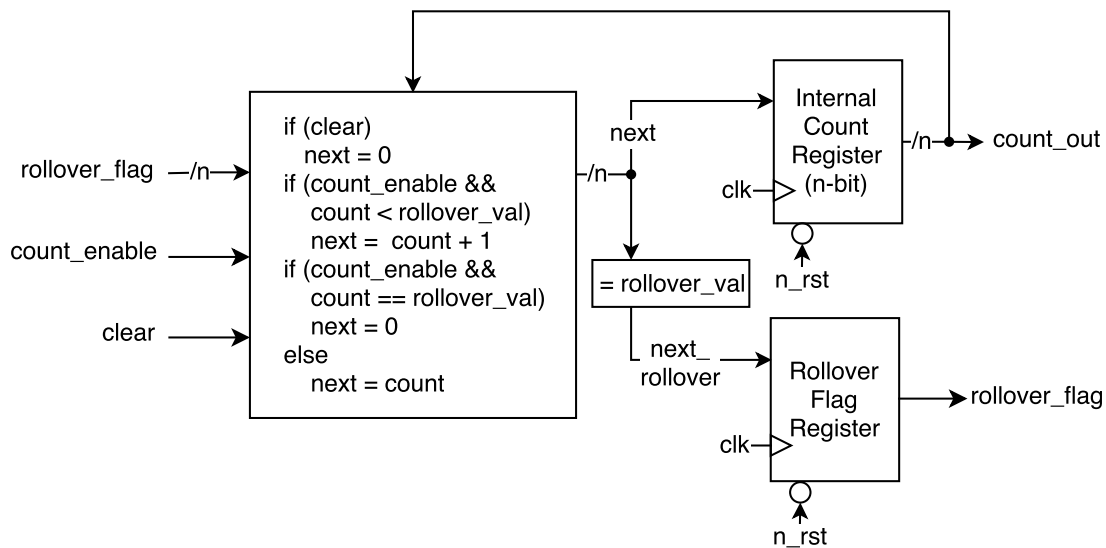 rollover_flag
/n
count_enable
clear
if (clear)
next = 0
if (count_enable &&
count < rollover_val)
next = count + 1
if (count_enable &&
count == rollover_val)
next = 0
else
next = count
/n
next
= rollover_val
next_
rollover
Internal
Count
Register
(n-bit)
clk
n_rst
/n
count_out
Rollover
Flag
Register
clk
n_rst
rollover_flag